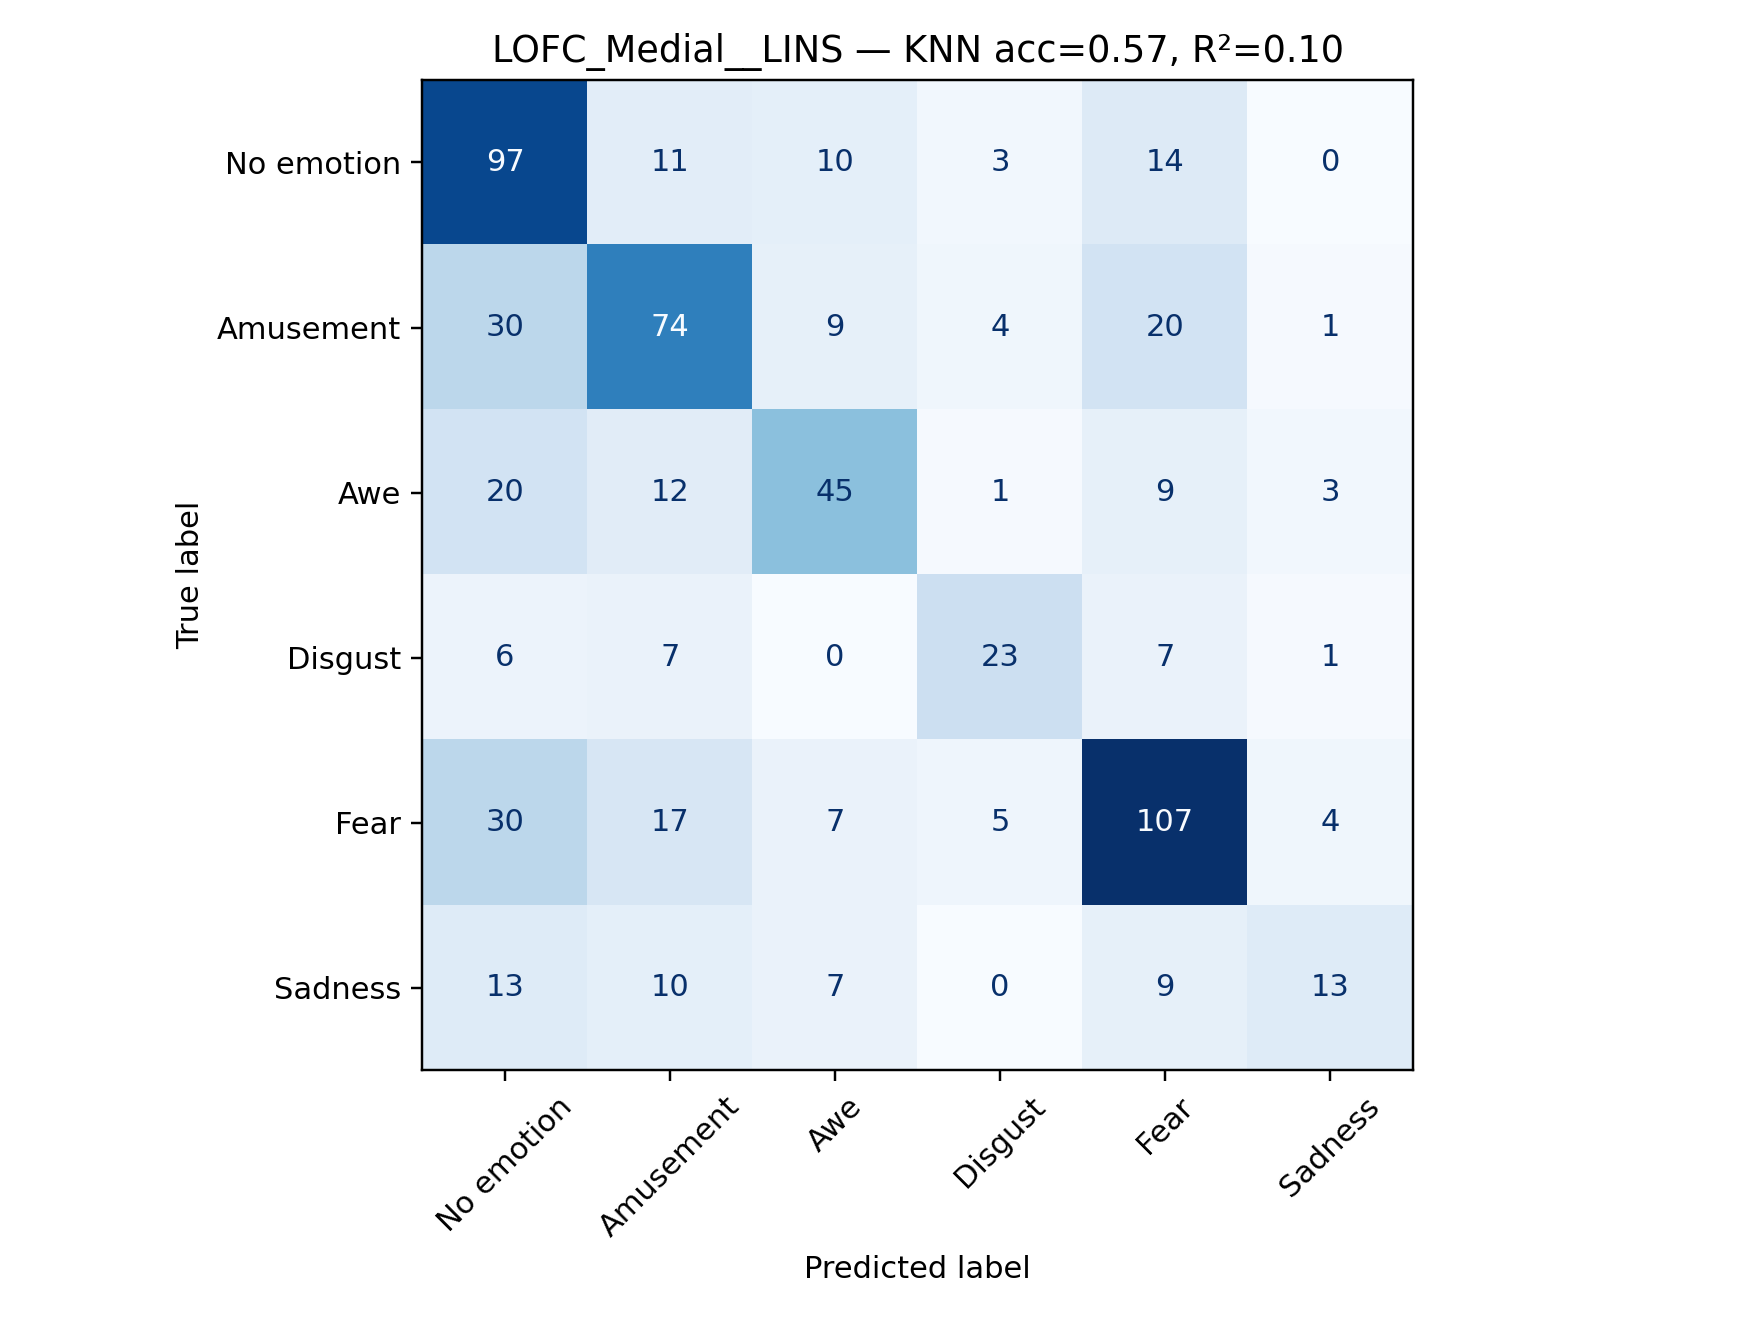 LOFC_Medial__LINS — KNN acc=0.57, R²=0.10
No emotion 97 11 10 3 14 0
Amusement 30 74 9 4 20 1
Awe 20 12 45 1 9 3
Disgust 6 7 0 23 7 1
Fear 30 17 7 5 107 4
Sadness 13 10 7 0 9 13
True label
No emotion Amusement Awe Disgust Fear Sadness
Predicted label